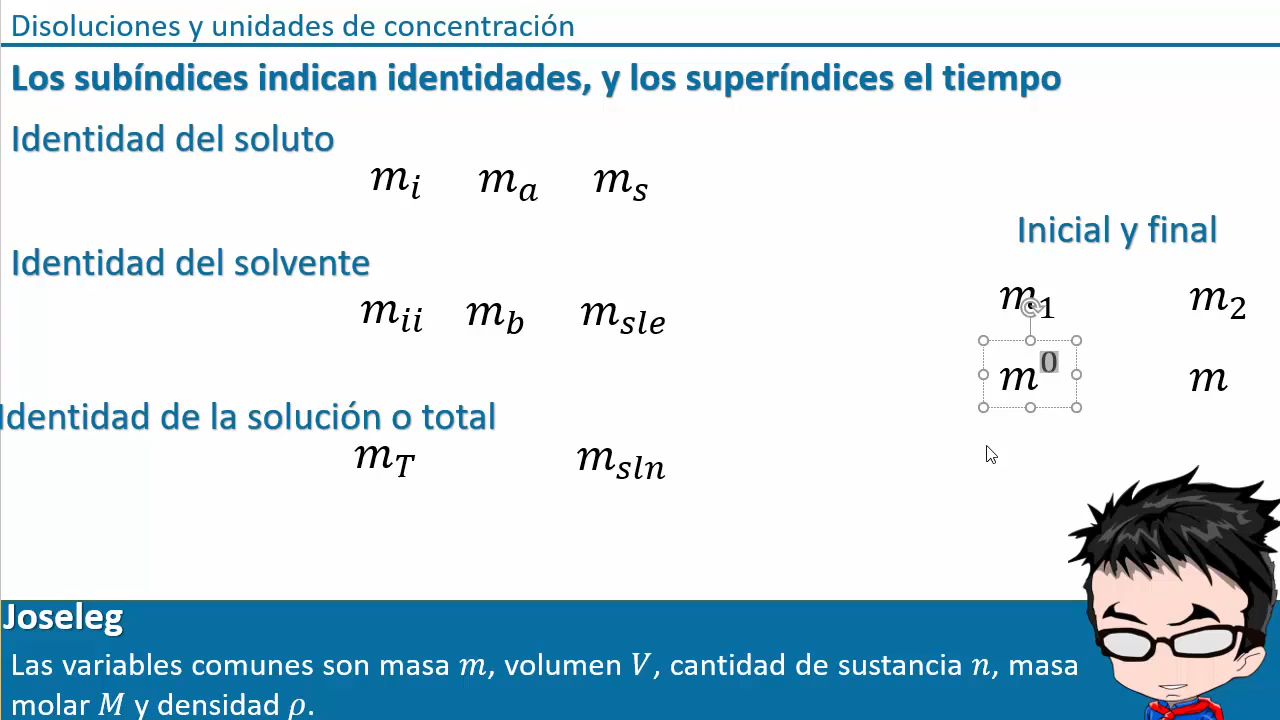 Disoluciones y unidades de concentración
Los subíndices indican identidades, y los superíndices el tiempo
Identidad del soluto
m_i m_a m_s
Inicial y final
Identidad del solvente
m_1 m_2
m_ii m_b m_sle
m^0 m
Identidad de la solución o total
m_T m_sln
Joseleg
Las variables comunes son masa m, volumen V, cantidad de sustancia n, masa
molar M y densidad ρ.